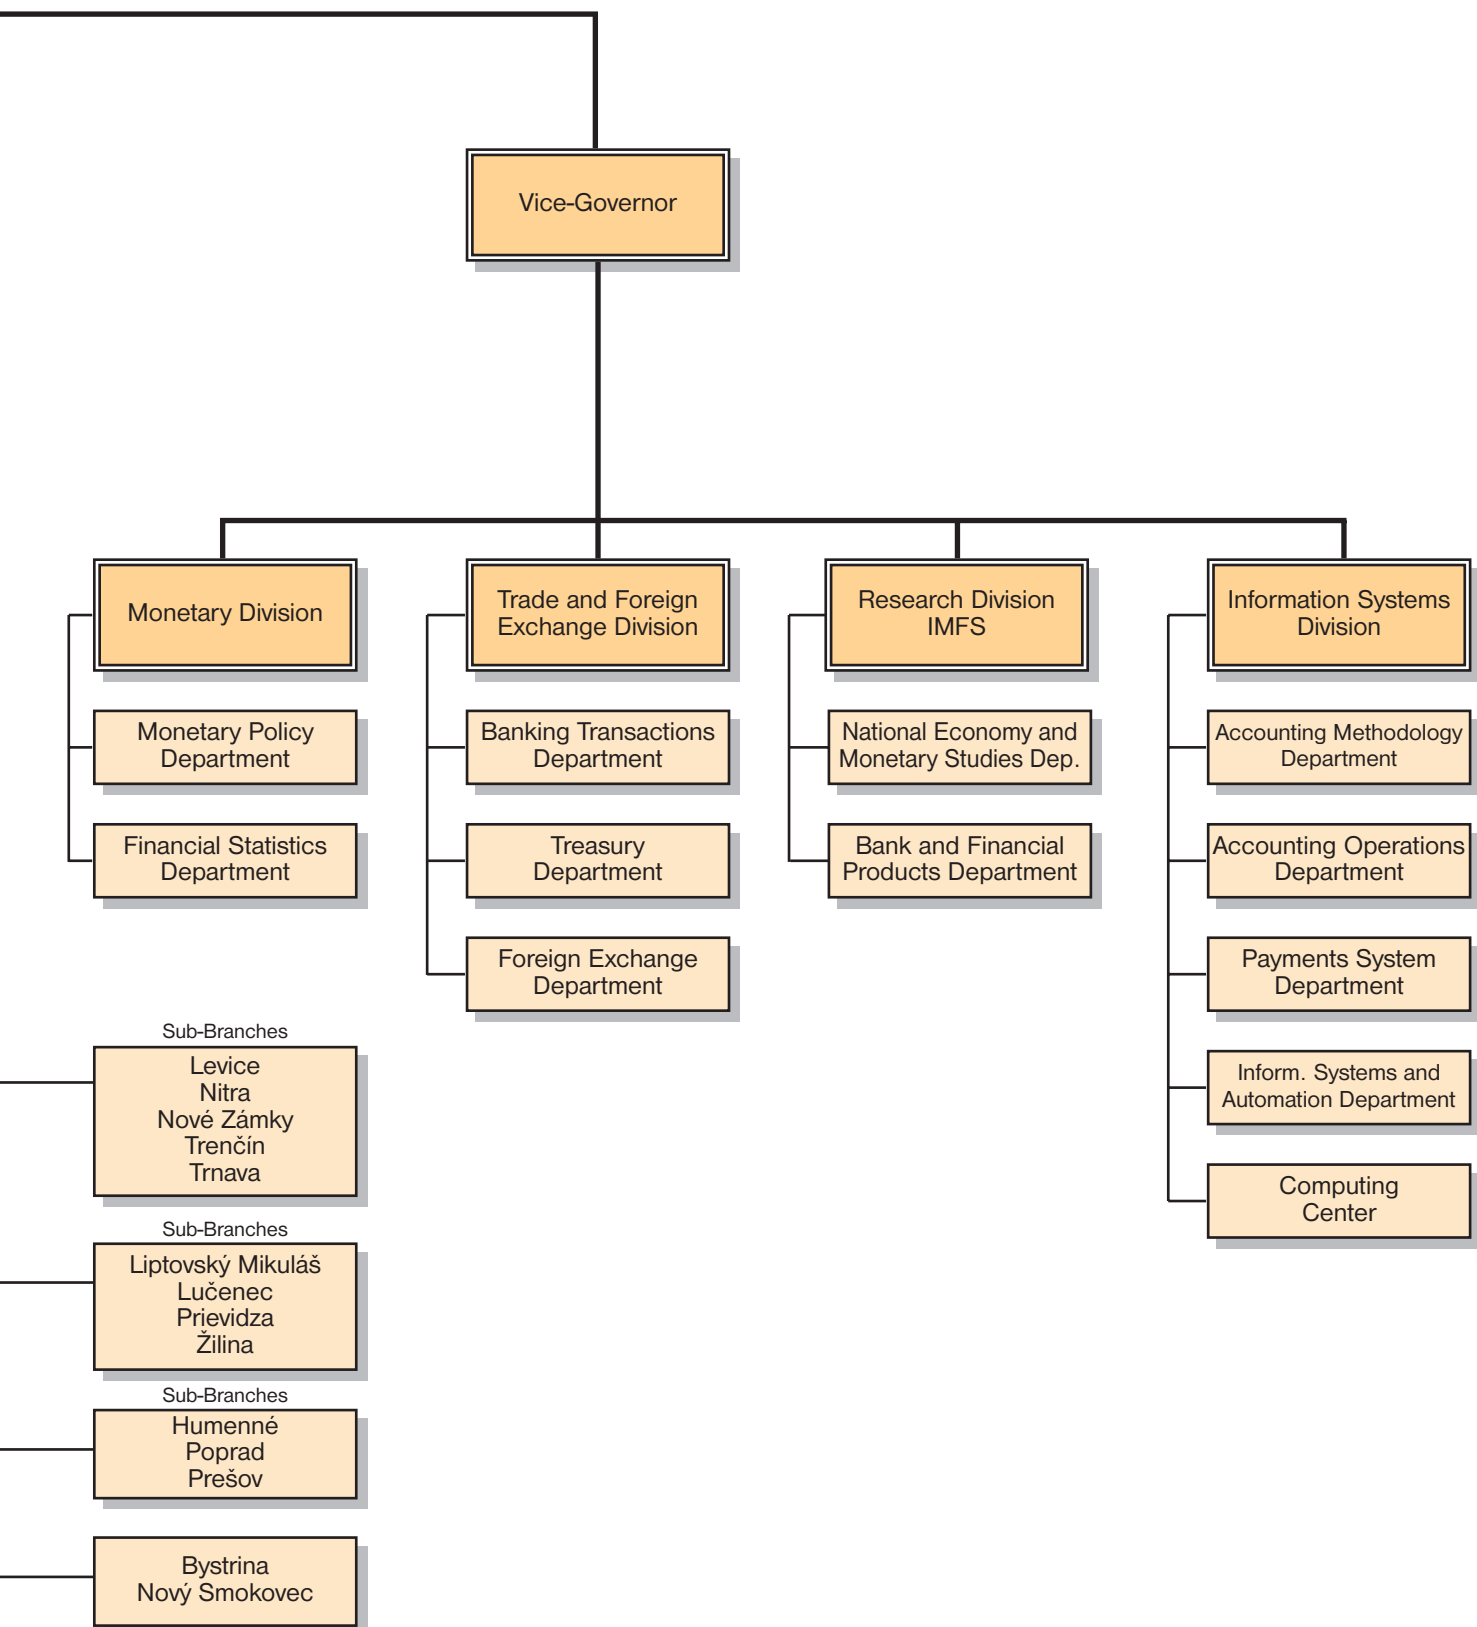 Vice-Governor
Monetary Division
Trade and Foreign
Exchange Division
Research Division
IMFS
Information Systems
Division
Monetary Policy
Department
Banking Transactions
Department
National Economy and
Monetary Studies Dep.
Accounting Methodology
Department
Financial Statistics
Department
Treasury
Department
Bank and Financial
Products Department
Accounting Operations
Department
Foreign Exchange
Department
Payments System
Department
Sub-Branches
Levice
Nitra
Nové Zámky
Trenčín
Trnava
Inform. Systems and
Automation Department
Computing
Center
Sub-Branches
Liptovský Mikuláš
Lučenec
Prievidza
Žilina
Sub-Branches
Humenné
Poprad
Prešov
Bystrina
Nový Smokovec